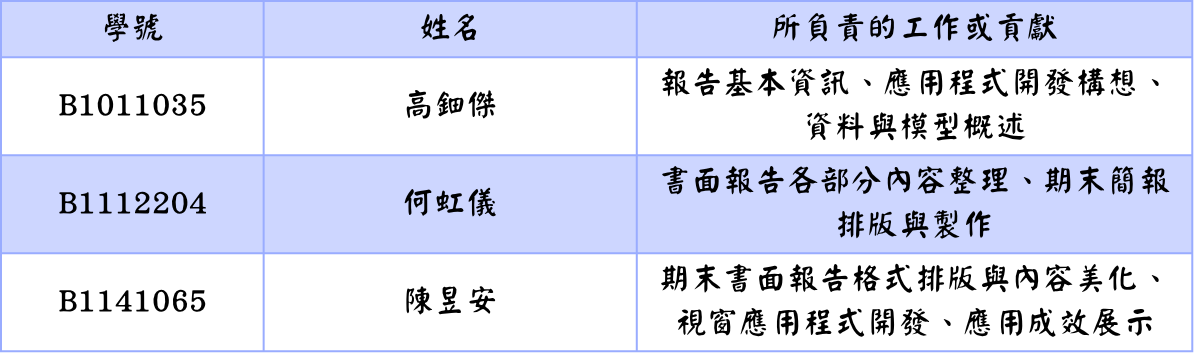 學號 姓名 所負責的工作或貢獻
B1011035 高鈿傑 報告基本資訊、應用程式開發構想、
資料與模型概述
B1112204 何虹儀 書面報告各部分內容整理、期末簡報
排版與製作
B1141065 陳昱安 期末書面報告格式排版與內容美化、
視窗應用程式開發、應用成效展示